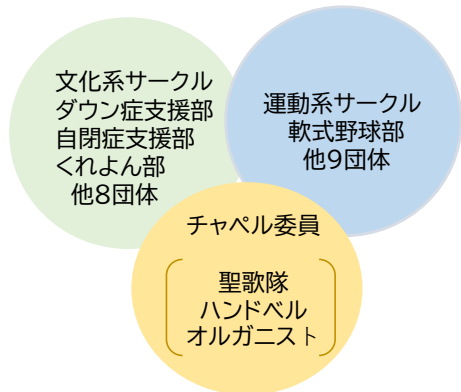 文化系サークル
ダウン症支援部
自閉症支援部
くれよん部
他8団体
運動系サークル
軟式野球部
他9団体
チャペル委員
聖歌隊
ハンドベル
オルガニスト